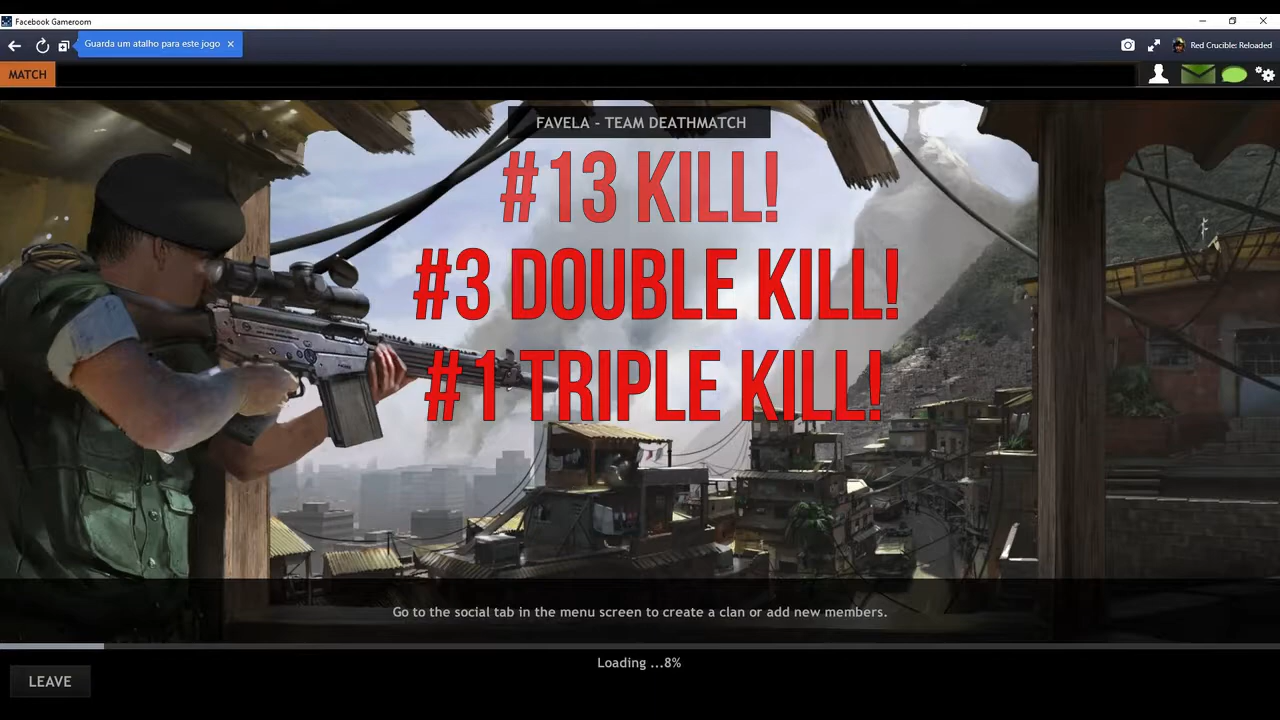 Facebook Gameroom
Guarda um atalho para este jogo ×
Red Crucible: Reloaded
MATCH
FAVELA - TEAM DEATHMATCH
#13 KILL!
#3 DOUBLE KILL!
#1 TRIPLE KILL!
Go to the social tab in the menu screen to create a clan or add new members.
Loading ...8%
LEAVE